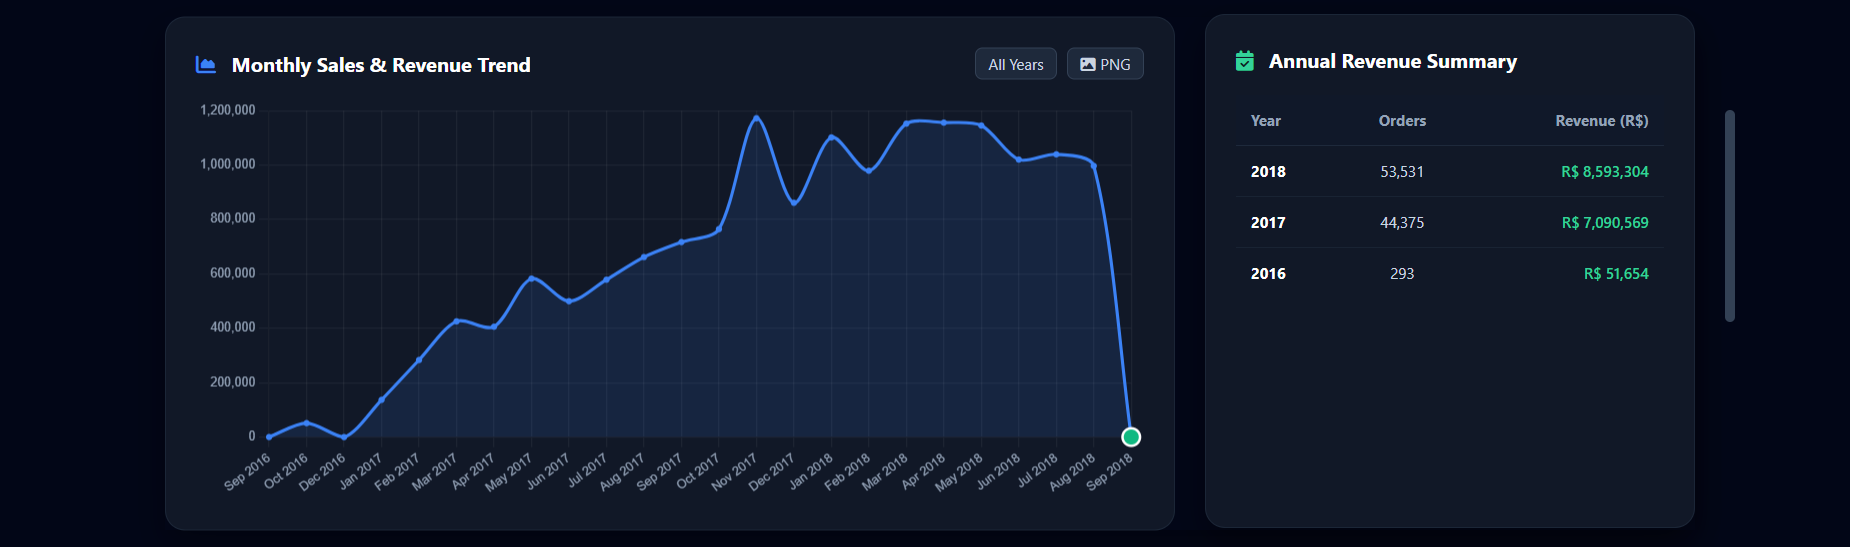 Monthly Sales & Revenue Trend
All Years
PNG
1,200,000
1,000,000
800,000
600,000
400,000
200,000
0
Sep 2016
Oct 2016
Dec 2016
Jan 2017
Feb 2017
Mar 2017
Apr 2017
May 2017
Jun 2017
Jul 2017
Aug 2017
Sep 2017
Oct 2017
Nov 2017
Dec 2017
Jan 2018
Feb 2018
Mar 2018
Apr 2018
May 2018
Jun 2018
Jul 2018
Aug 2018
Sep 2018
Annual Revenue Summary
Year Orders Revenue (R$)
2018 53,531 R$ 8,593,304
2017 44,375 R$ 7,090,569
2016 293 R$ 51,654